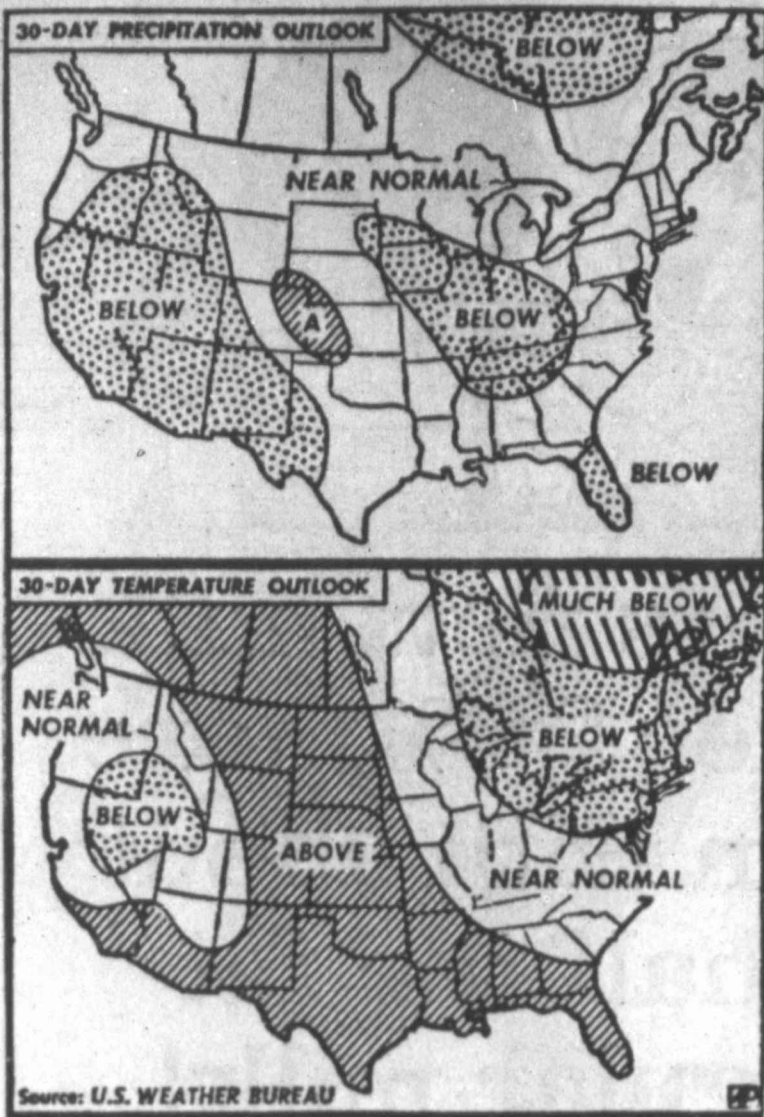 30-DAY PRECIPITATION OUTLOOK
BELOW
NEAR NORMAL
BELOW
A
BELOW
BELOW
30-DAY TEMPERATURE OUTLOOK
MUCH BELOW
NEAR
NORMAL
BELOW
BELOW
ABOVE
NEAR NORMAL
Source: U.S. WEATHER BUREAU
AP